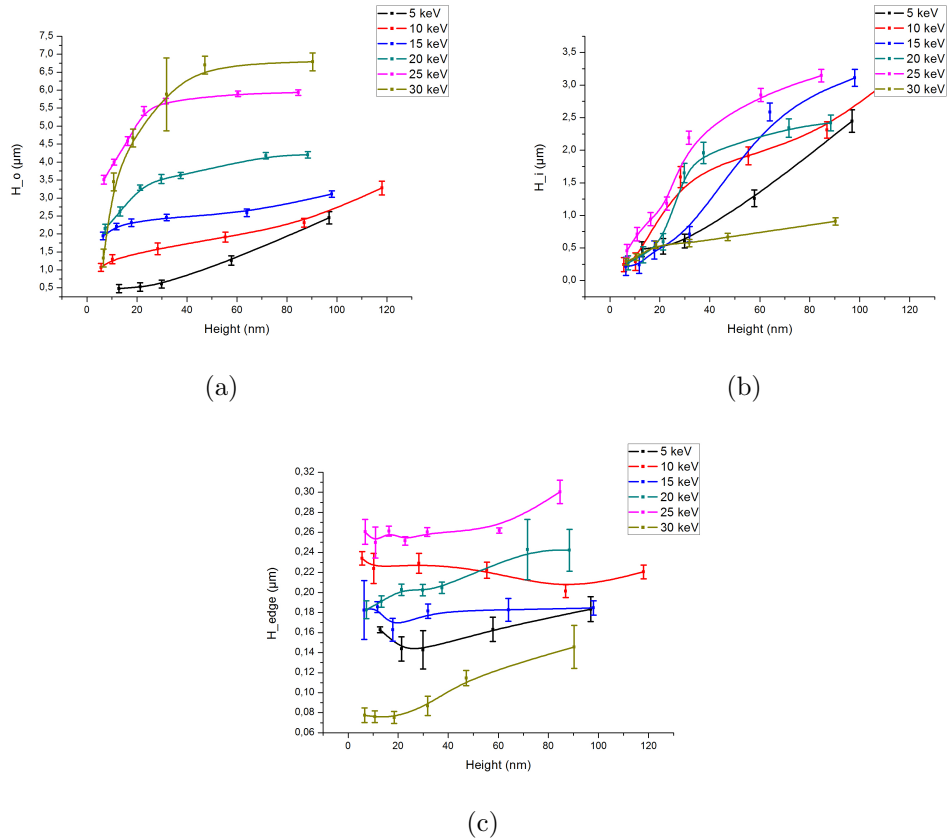 5 keV
10 keV
15 keV
20 keV
25 keV
30 keV
7,5
7,0
6,5
6,0
5,5
5,0
4,5
4,0
3,5
3,0
2,5
2,0
1,5
1,0
0,5
H_o (µm)
0 20 40 60 80 100 120
Height (nm)
(a)
5 keV
10 keV
15 keV
20 keV
25 keV
30 keV
3,5
3,0
2,5
2,0
1,5
1,0
0,5
0,0
H_i (µm)
0 20 40 60 80 100 120
Height (nm)
(b)
5 keV
10 keV
15 keV
20 keV
25 keV
30 keV
0,32
0,30
0,28
0,26
0,24
0,22
0,20
0,18
0,16
0,14
0,12
0,10
0,08
0,06
H_edge (µm)
0 20 40 60 80 100 120
Height (nm)
(c)